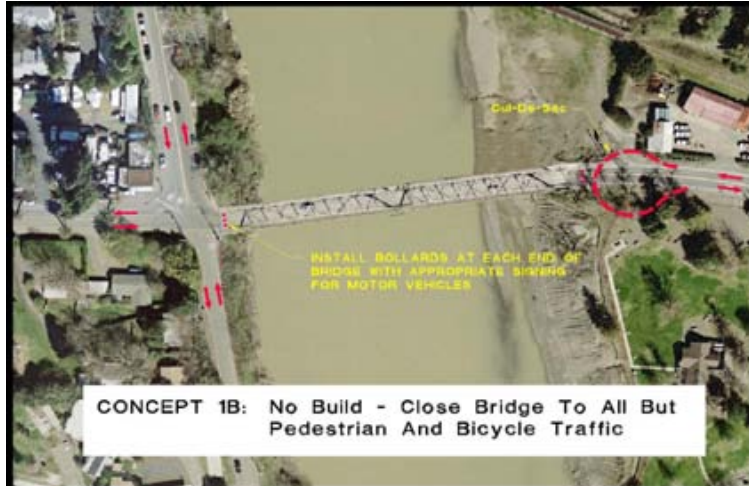 Cul-De-Sac
INSTALL BOLLARDS AT EACH END OF
BRIDGE WITH APPROPRIATE SIGNING
FOR MOTOR VEHICLES
CONCEPT 1B: No Build - Close Bridge To All But
Pedestrian And Bicycle Traffic